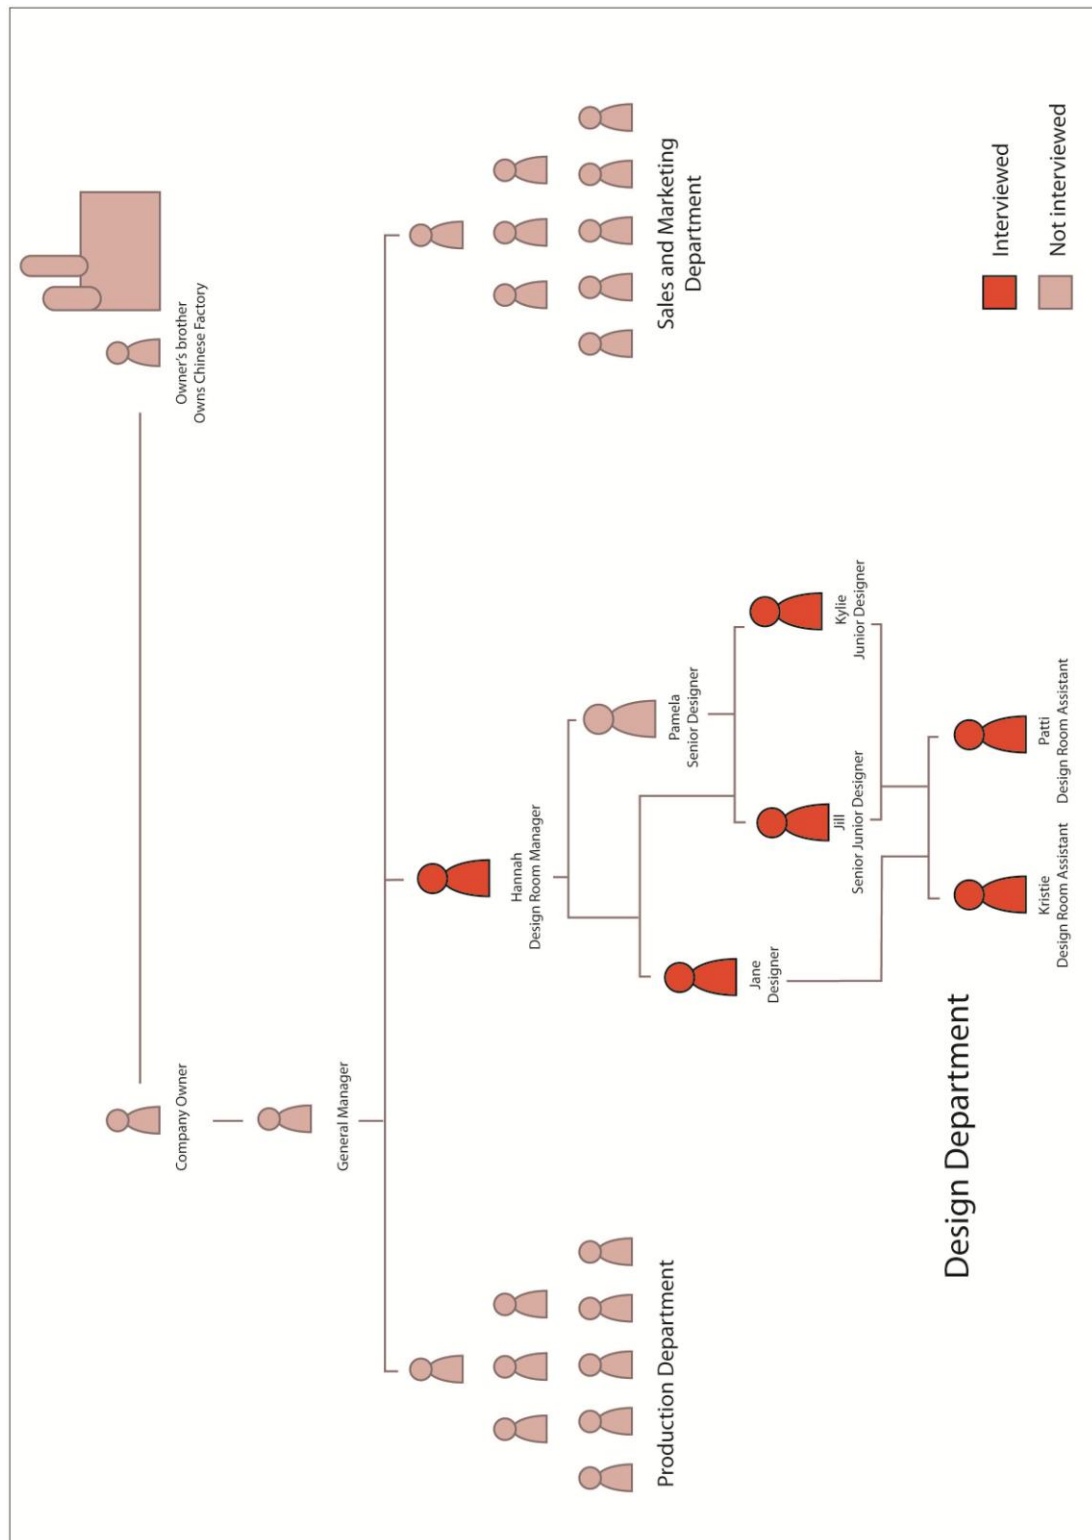 Owner's brother
Owns Chinese Factory
Company Owner
General Manager
Hannah
Design Room Manager
Pamela
Senior Designer
Jane
Designer
Jill
Senior Junior Designer
Kylie
Junior Designer
Kristie
Design Room Assistant
Patti
Design Room Assistant
Production Department
Design Department
Sales and Marketing
Department
Interviewed
Not interviewed